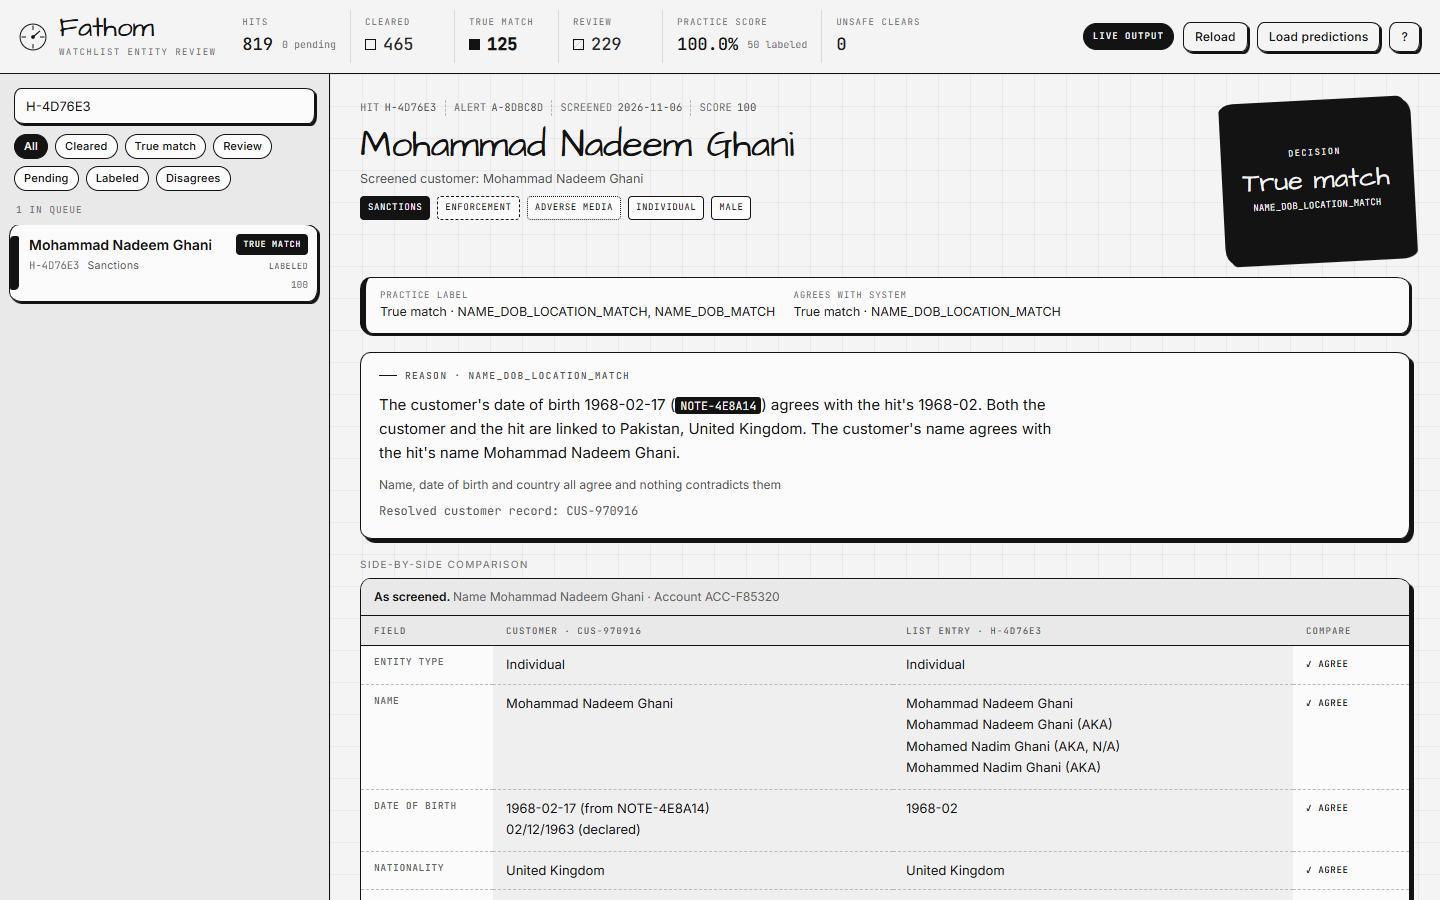 Fathom
WATCHLIST ENTITY REVIEW
HITS
819 0 pending
CLEARED
465
TRUE MATCH
125
REVIEW
229
PRACTICE SCORE
100.0% 50 labeled
UNSAFE CLEARS
0
LIVE OUTPUT
Reload
Load predictions
?
H-4D76E3
All
Cleared
True match
Review
Pending
Labeled
Disagrees
1 IN QUEUE
Mohammad Nadeem Ghani
TRUE MATCH
H-4D76E3 Sanctions
LABELED
100
HIT H-4D76E3 ALERT A-8DBC8D SCREENED 2026-11-06 SCORE 100
Mohammad Nadeem Ghani
Screened customer: Mohammad Nadeem Ghani
SANCTIONS
ENFORCEMENT
ADVERSE MEDIA
INDIVIDUAL
MALE
DECISION
True match
NAME_DOB_LOCATION_MATCH
PRACTICE LABEL
True match · NAME_DOB_LOCATION_MATCH, NAME_DOB_MATCH
AGREES WITH SYSTEM
True match · NAME_DOB_LOCATION_MATCH
REASON · NAME_DOB_LOCATION_MATCH
The customer's date of birth 1968-02-17 (NOTE-4E8A14) agrees with the hit's 1968-02. Both the
customer and the hit are linked to Pakistan, United Kingdom. The customer's name agrees with
the hit's name Mohammad Nadeem Ghani.
Name, date of birth and country all agree and nothing contradicts them
Resolved customer record: CUS-970916
SIDE-BY-SIDE COMPARISON
As screened. Name Mohammad Nadeem Ghani · Account ACC-F85320
FIELD
CUSTOMER · CUS-970916
LIST ENTRY · H-4D76E3
COMPARE
ENTITY TYPE
Individual
Individual
✓ AGREE
NAME
Mohammad Nadeem Ghani
Mohammad Nadeem Ghani
Mohammad Nadeem Ghani (AKA)
Mohamed Nadim Ghani (AKA, N/A)
Mohammed Nadim Ghani (AKA)
✓ AGREE
DATE OF BIRTH
1968-02-17 (from NOTE-4E8A14)
02/12/1963 (declared)
1968-02
✓ AGREE
NATIONALITY
United Kingdom
United Kingdom
✓ AGREE